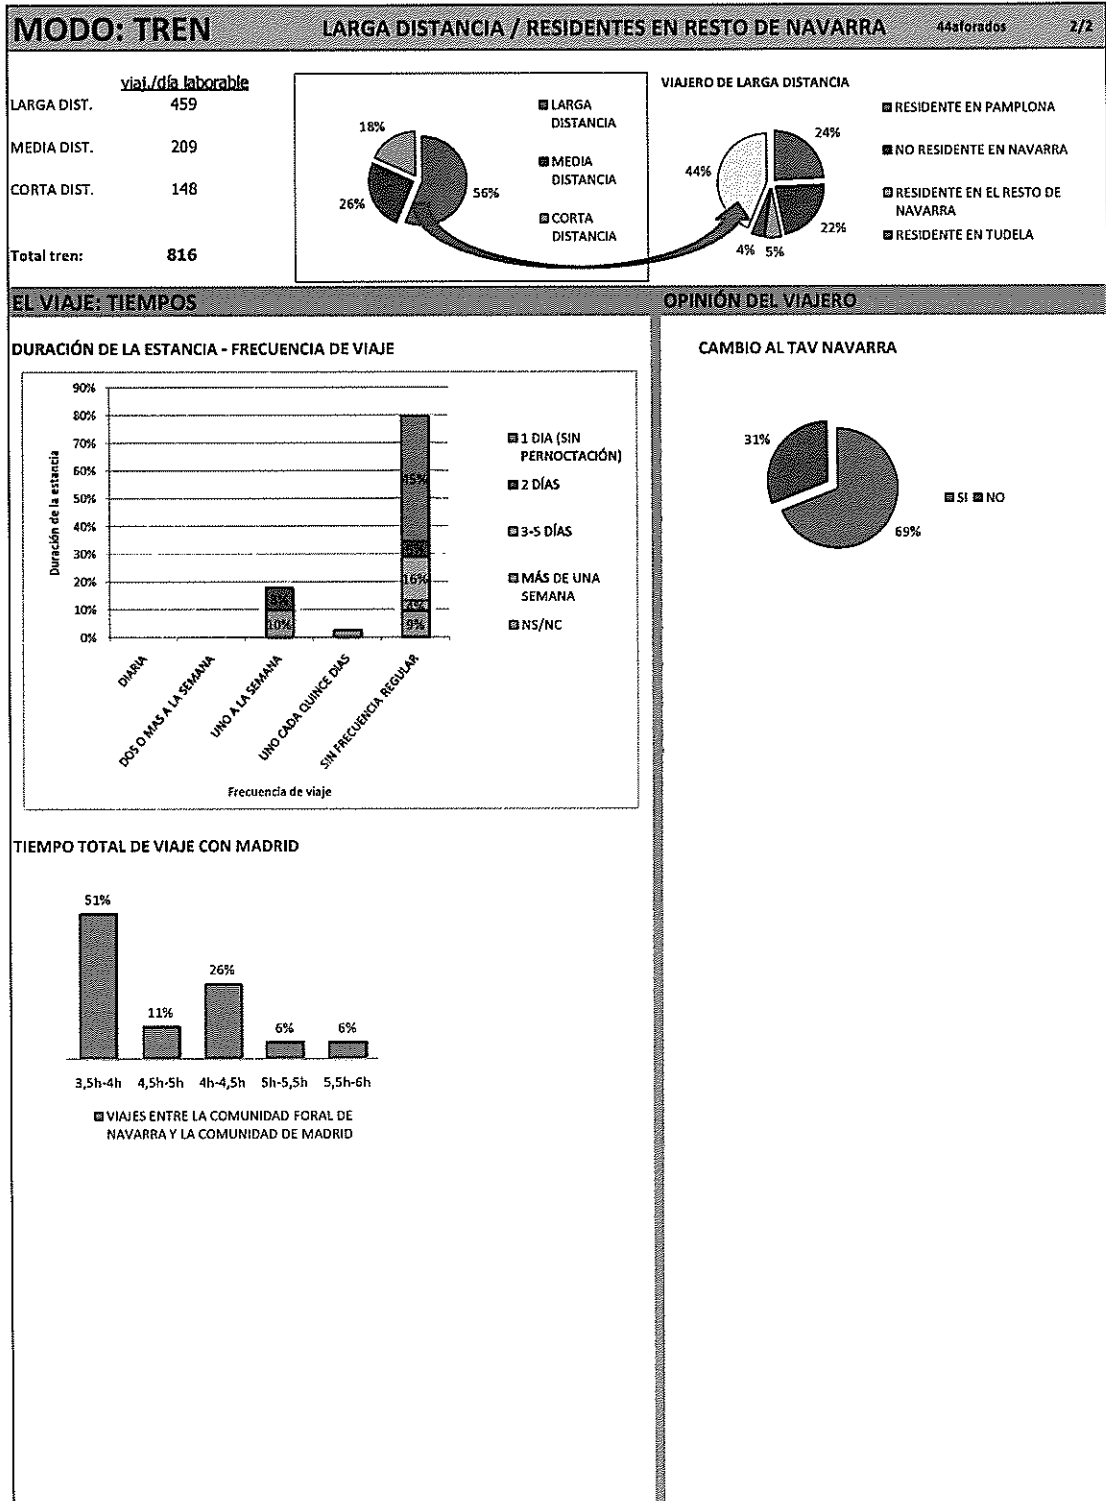 MODO: TREN LARGA DISTANCIA / RESIDENTES EN RESTO DE NAVARRA 44aforados 2/2
viaj./día laborable
LARGA DIST. 459
MEDIA DIST. 209
CORTA DIST. 148
Total tren: 816
18%
26%
56%
LARGA
DISTANCIA
MEDIA
DISTANCIA
CORTA
DISTANCIA
VIAJERO DE LARGA DISTANCIA
44%
24%
22%
4% 5%
RESIDENTE EN PAMPLONA
NO RESIDENTE EN NAVARRA
RESIDENTE EN EL RESTO DE
NAVARRA
RESIDENTE EN TUDELA
EL VIAJE: TIEMPOS
OPINIÓN DEL VIAJERO
DURACIÓN DE LA ESTANCIA - FRECUENCIA DE VIAJE
Duración de la estancia
90%
80%
70%
60%
50%
40%
30%
20%
10%
0%
10%
16%
4%
9%
DIARIA
DOS O MAS A LA SEMANA
UNO A LA SEMANA
UNO CADA QUINCE DIAS
SIN FRECUENCIA REGULAR
Frecuencia de viaje
1 DIA (SIN
PERNOCTACIÓN)
2 DÍAS
3-5 DÍAS
MÁS DE UNA
SEMANA
NS/NC
CAMBIO AL TAV NAVARRA
31%
69%
SI NO
TIEMPO TOTAL DE VIAJE CON MADRID
51%
11%
26%
6%
6%
3,5h-4h 4,5h-5h 4h-4,5h 5h-5,5h 5,5h-6h
VIAJES ENTRE LA COMUNIDAD FORAL DE
NAVARRA Y LA COMUNIDAD DE MADRID